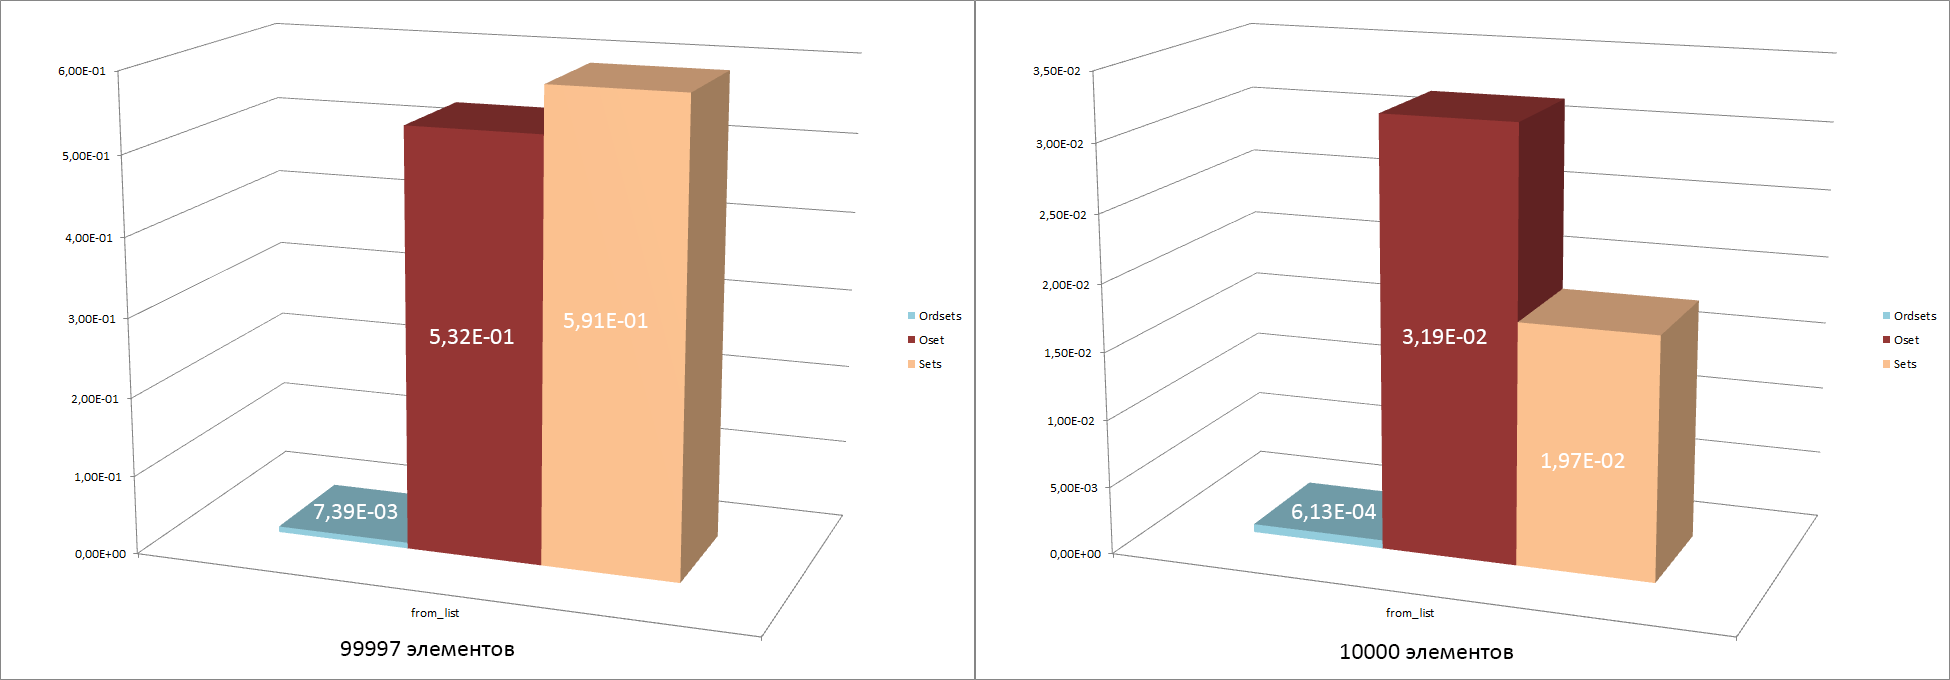 6,00E-01
5,00E-01
4,00E-01
3,00E-01
2,00E-01
1,00E-01
0,00E+00
7,39E-03
5,32E-01
5,91E-01
Ordsets
Oset
Sets
from_list
99997 элементов
3,50E-02
3,00E-02
2,50E-02
2,00E-02
1,50E-02
1,00E-02
5,00E-03
0,00E+00
6,13E-04
3,19E-02
1,97E-02
Ordsets
Oset
Sets
from_list
10000 элементов